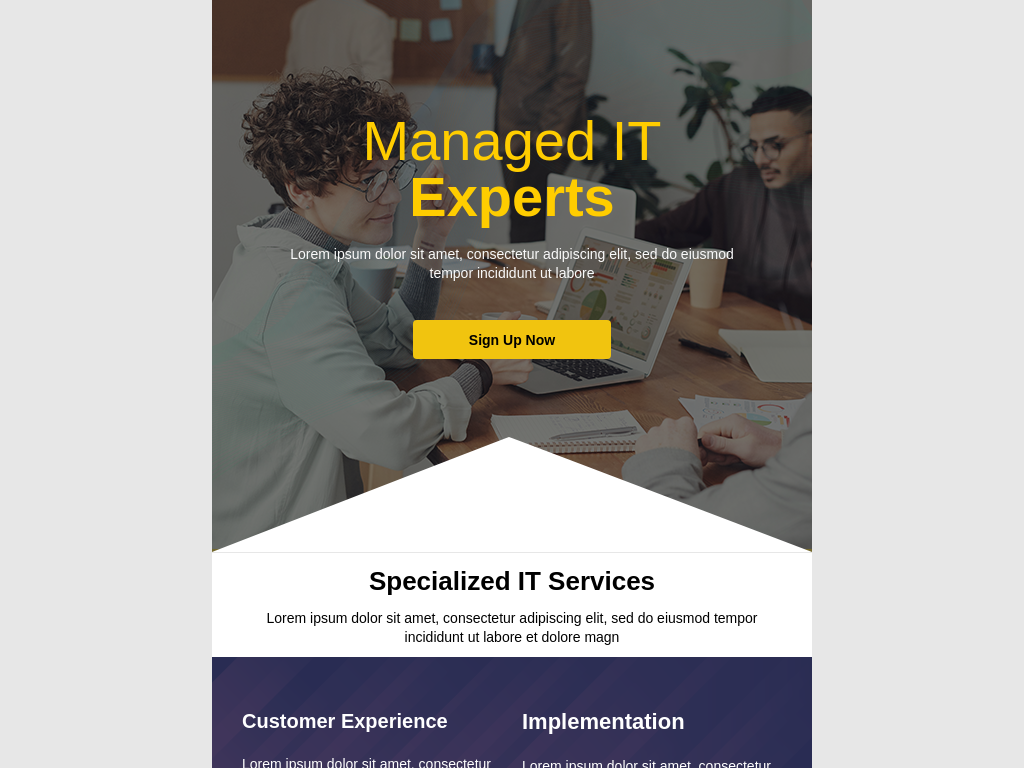 Managed IT
Experts
Lorem ipsum dolor sit amet, consectetur adipiscing elit, sed do eiusmod
tempor incididunt ut labore
Sign Up Now
Specialized IT Services
Lorem ipsum dolor sit amet, consectetur adipiscing elit, sed do eiusmod tempor
incididunt ut labore et dolore magn
Customer Experience
Implementation
Lorem ipsum dolor sit amet, consectetur
Lorem ipsum dolor sit amet, consectetur